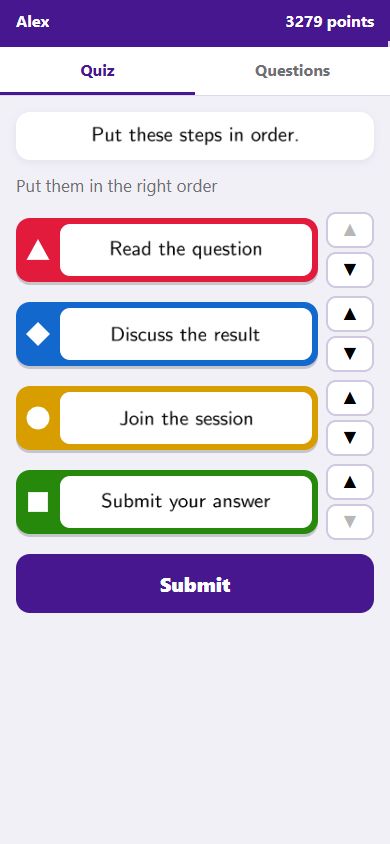 Alex 3279 points
Quiz Questions
Put these steps in order.
Put them in the right order
Read the question
Discuss the result
Join the session
Submit your answer
Submit